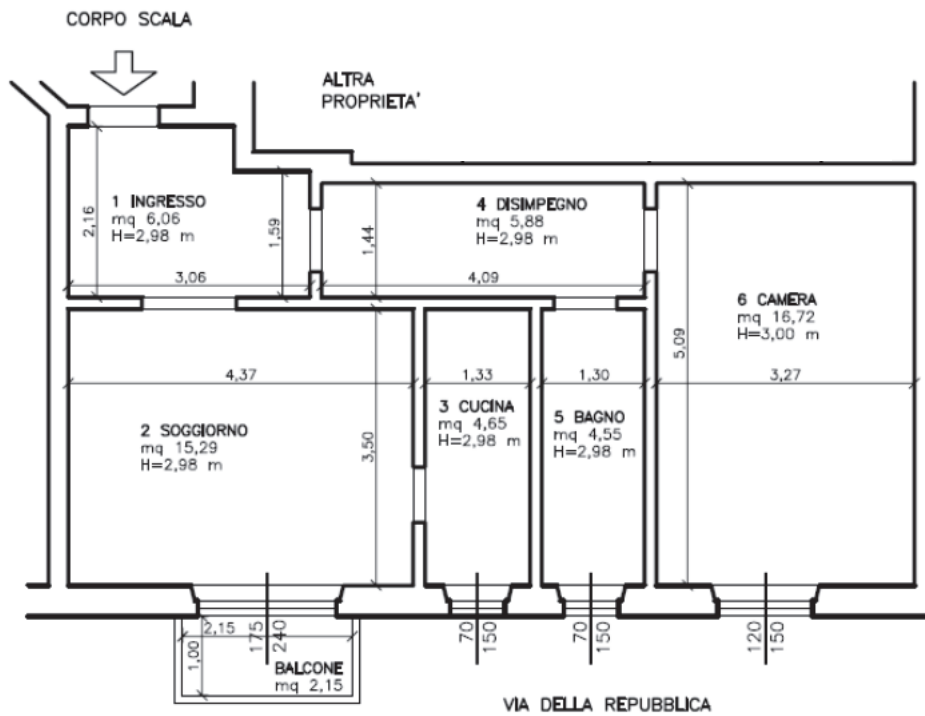 CORPO SCALA
ALTRA
PROPRIETA'
1 INGRESSO
mq 6,06
H=2,98 m
2,16
1,59
3,06
4 DISIMPEGNO
mq 5,88
H=2,98 m
1,44
4,09
6 CAMERA
mq 16,72
H=3,00 m
5,09
3,27
4,37
2 SOGGIORNO
mq 15,29
H=2,98 m
3,50
1,33
3 CUCINA
mq 4,65
H=2,98 m
1,30
5 BAGNO
mq 4,55
H=2,98 m
2,15
1,00
175
240
BALCONE
mq 2,15
70
150
70
150
120
150
VIA DELLA REPUBBLICA